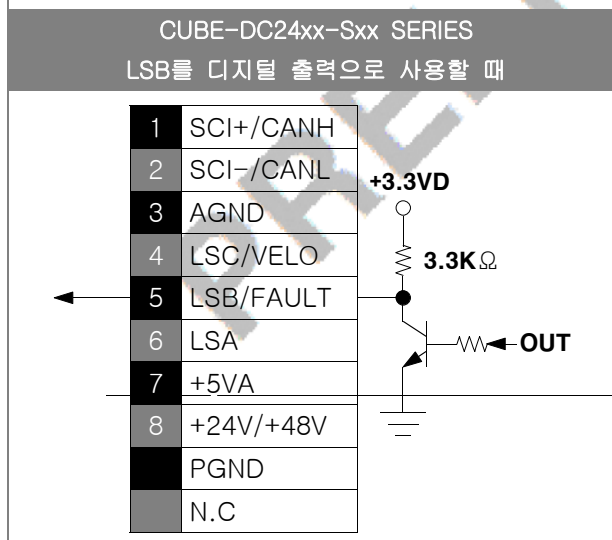 CUBE-DC24xx-Sxx SERIES
LSB를 디지털 출력으로 사용할 때
1 SCI+/CANH
2 SCI-/CANL
+3.3VD
3 AGND
4 LSC/VELO
3.3KΩ
5 LSB/FAULT
6 LSA
OUT
7 +5VA
8 +24V/+48V
PGND
N.C